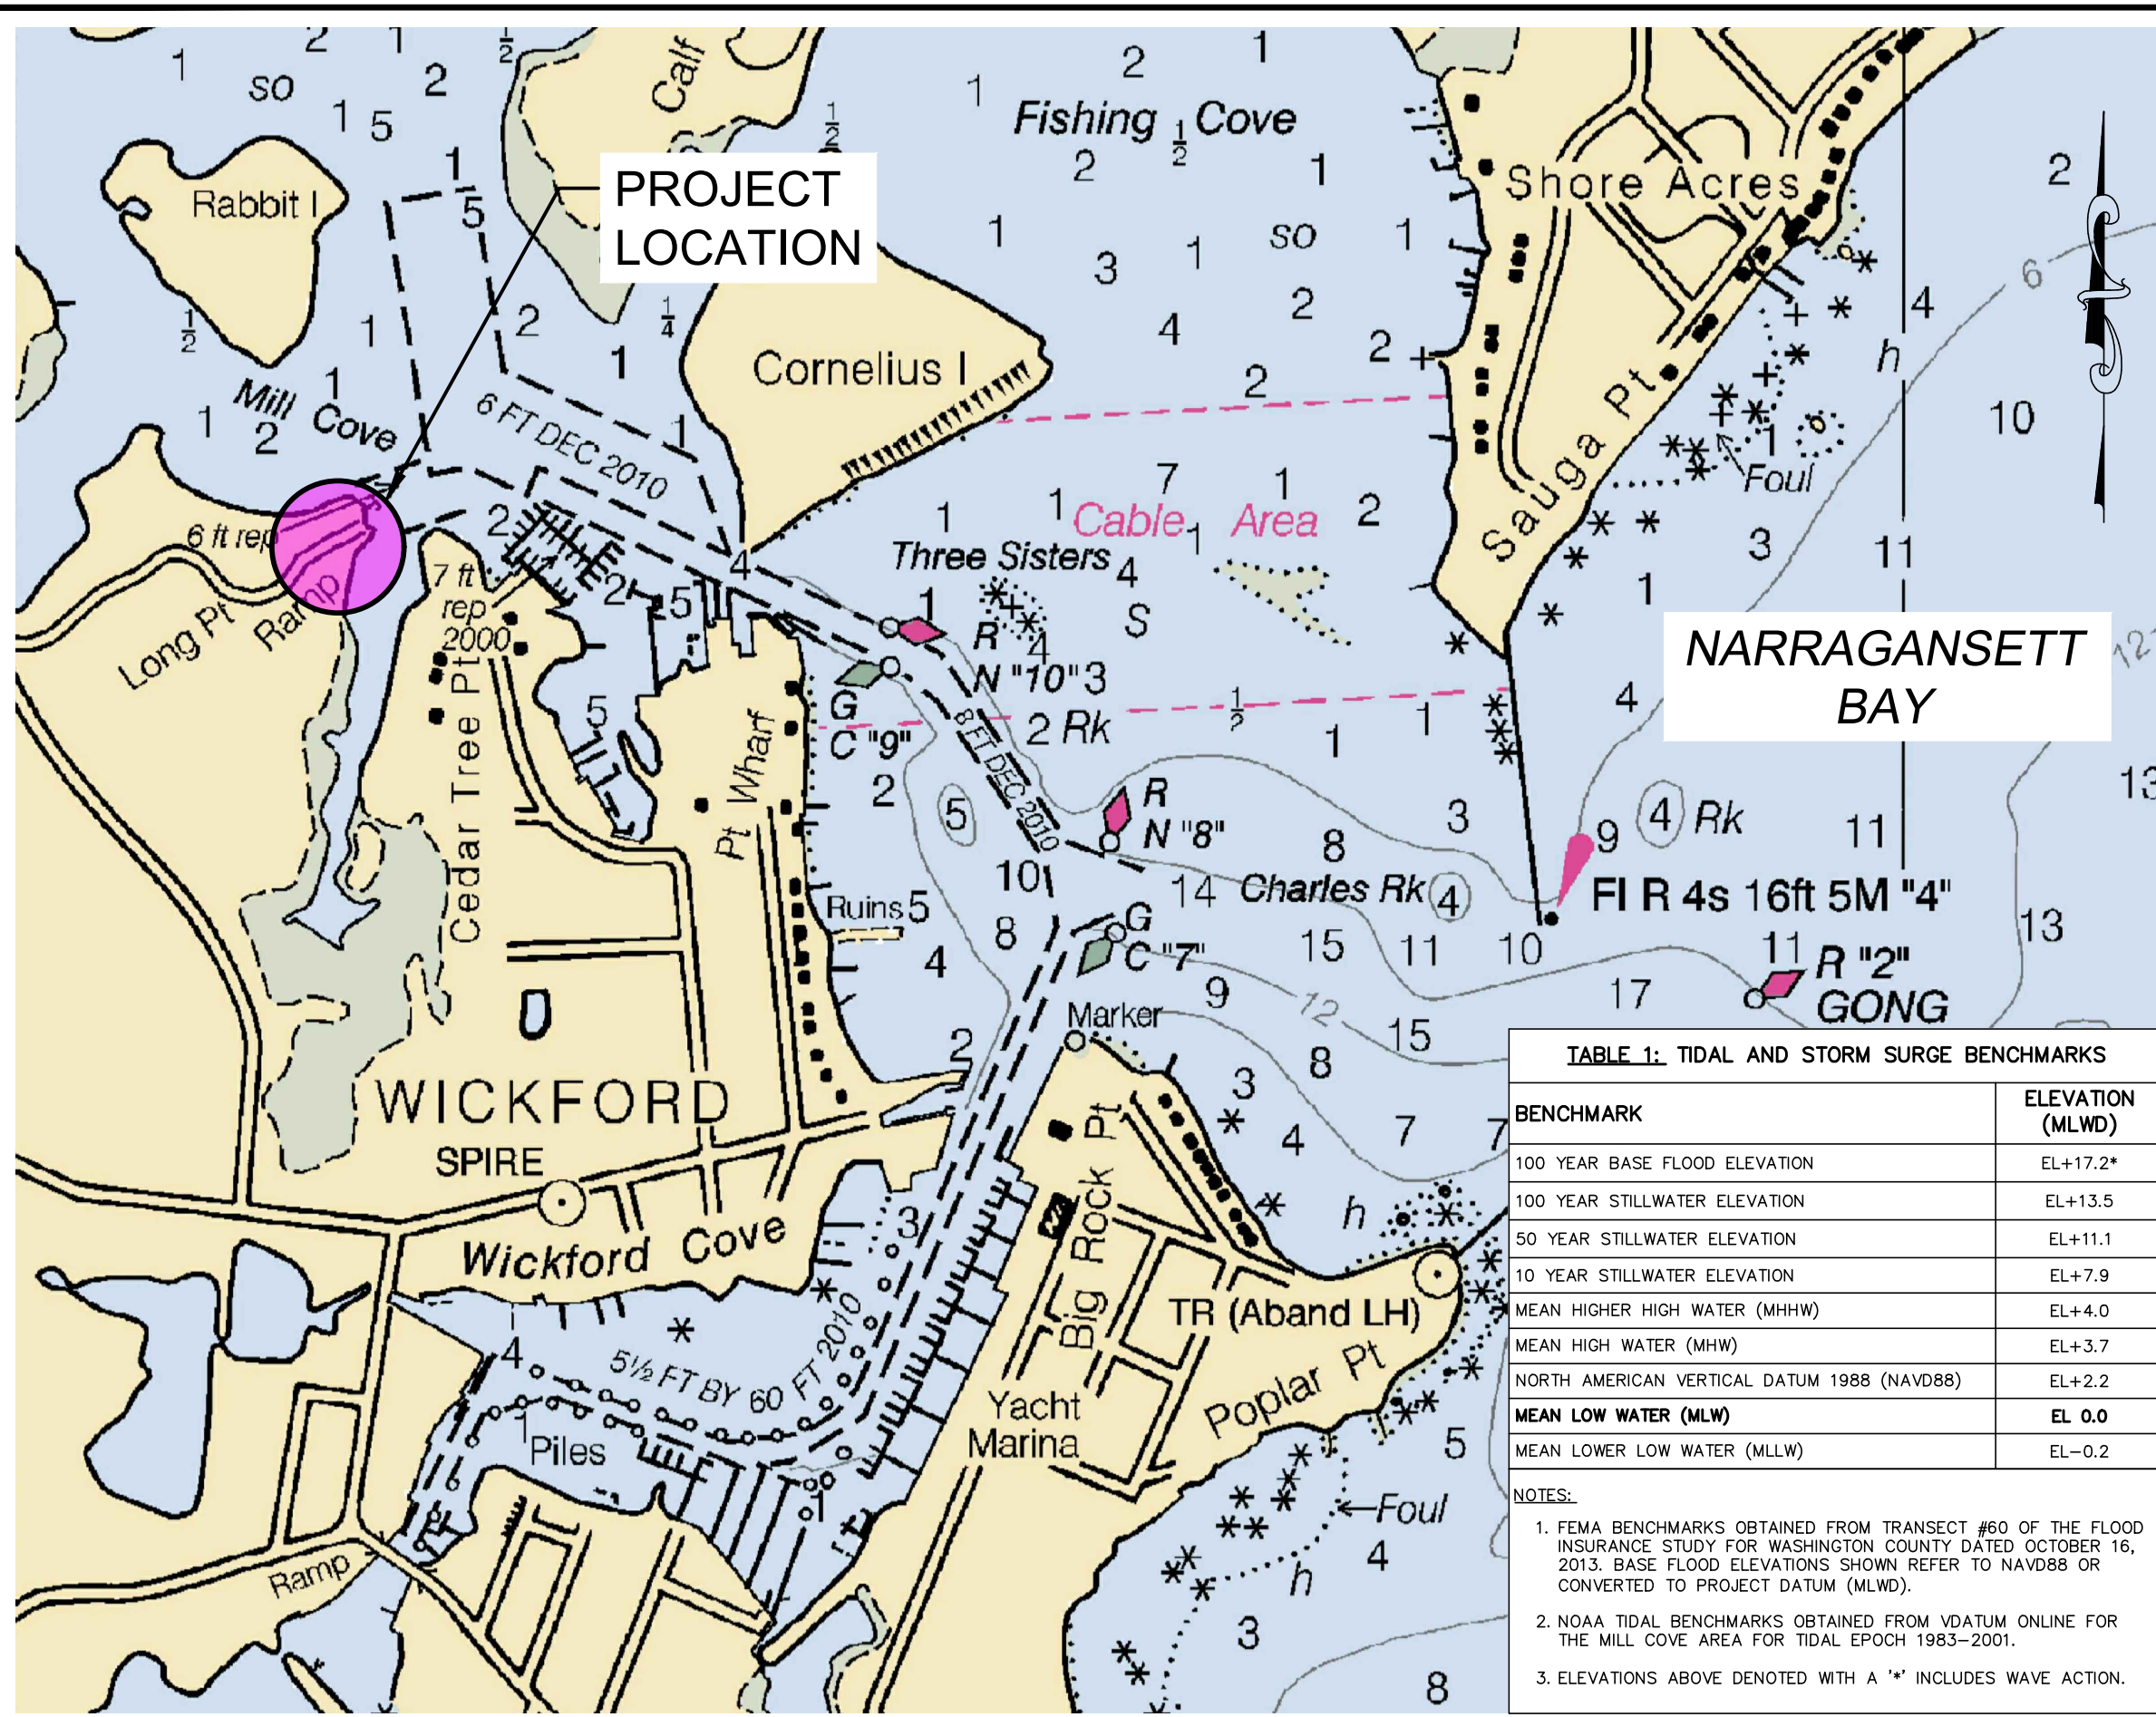 Calf
Fishing Cove
so
Rabbit I
PROJECT
LOCATION
Shore Acres
so
Cornelius I
Mill Cove
6 FT DEC 2010
Sauga Pt
Foul
h
Cable Area
Three Sisters
S
6 ft rep
7 ft
rep
2000
Long Pt
Ramp
R
N "10"
G
C "9"
2 Rk
8 FT DEC 2010
NARRAGANSETT
BAY
Cedar Tree Pt
Pt Wharf
R
N "8"
4 Rk
Charles Rk 4
Fl R 4s 16ft 5M "4"
Ruins
G
C "7"
R "2"
GONG
Marker
WICKFORD
SPIRE
Wickford Cove
Big Rock Pt
h
TR (Aband LH)
Poplar Pt
5½ FT BY 60 FT 2010
Piles
Yacht
Marina
Foul
h
Ramp
TABLE 1: TIDAL AND STORM SURGE BENCHMARKS
BENCHMARK ELEVATION (MLWD)
100 YEAR BASE FLOOD ELEVATION EL+17.2*
100 YEAR STILLWATER ELEVATION EL+13.5
50 YEAR STILLWATER ELEVATION EL+11.1
10 YEAR STILLWATER ELEVATION EL+7.9
MEAN HIGHER HIGH WATER (MHHW) EL+4.0
MEAN HIGH WATER (MHW) EL+3.7
NORTH AMERICAN VERTICAL DATUM 1988 (NAVD88) EL+2.2
MEAN LOW WATER (MLW) EL 0.0
MEAN LOWER LOW WATER (MLLW) EL−0.2
NOTES:
1. FEMA BENCHMARKS OBTAINED FROM TRANSECT #60 OF THE FLOOD
INSURANCE STUDY FOR WASHINGTON COUNTY DATED OCTOBER 16,
2013. BASE FLOOD ELEVATIONS SHOWN REFER TO NAVD88 OR
CONVERTED TO PROJECT DATUM (MLWD).
2. NOAA TIDAL BENCHMARKS OBTAINED FROM VDATUM ONLINE FOR
THE MILL COVE AREA FOR TIDAL EPOCH 1983–2001.
3. ELEVATIONS ABOVE DENOTED WITH A '*' INCLUDES WAVE ACTION.